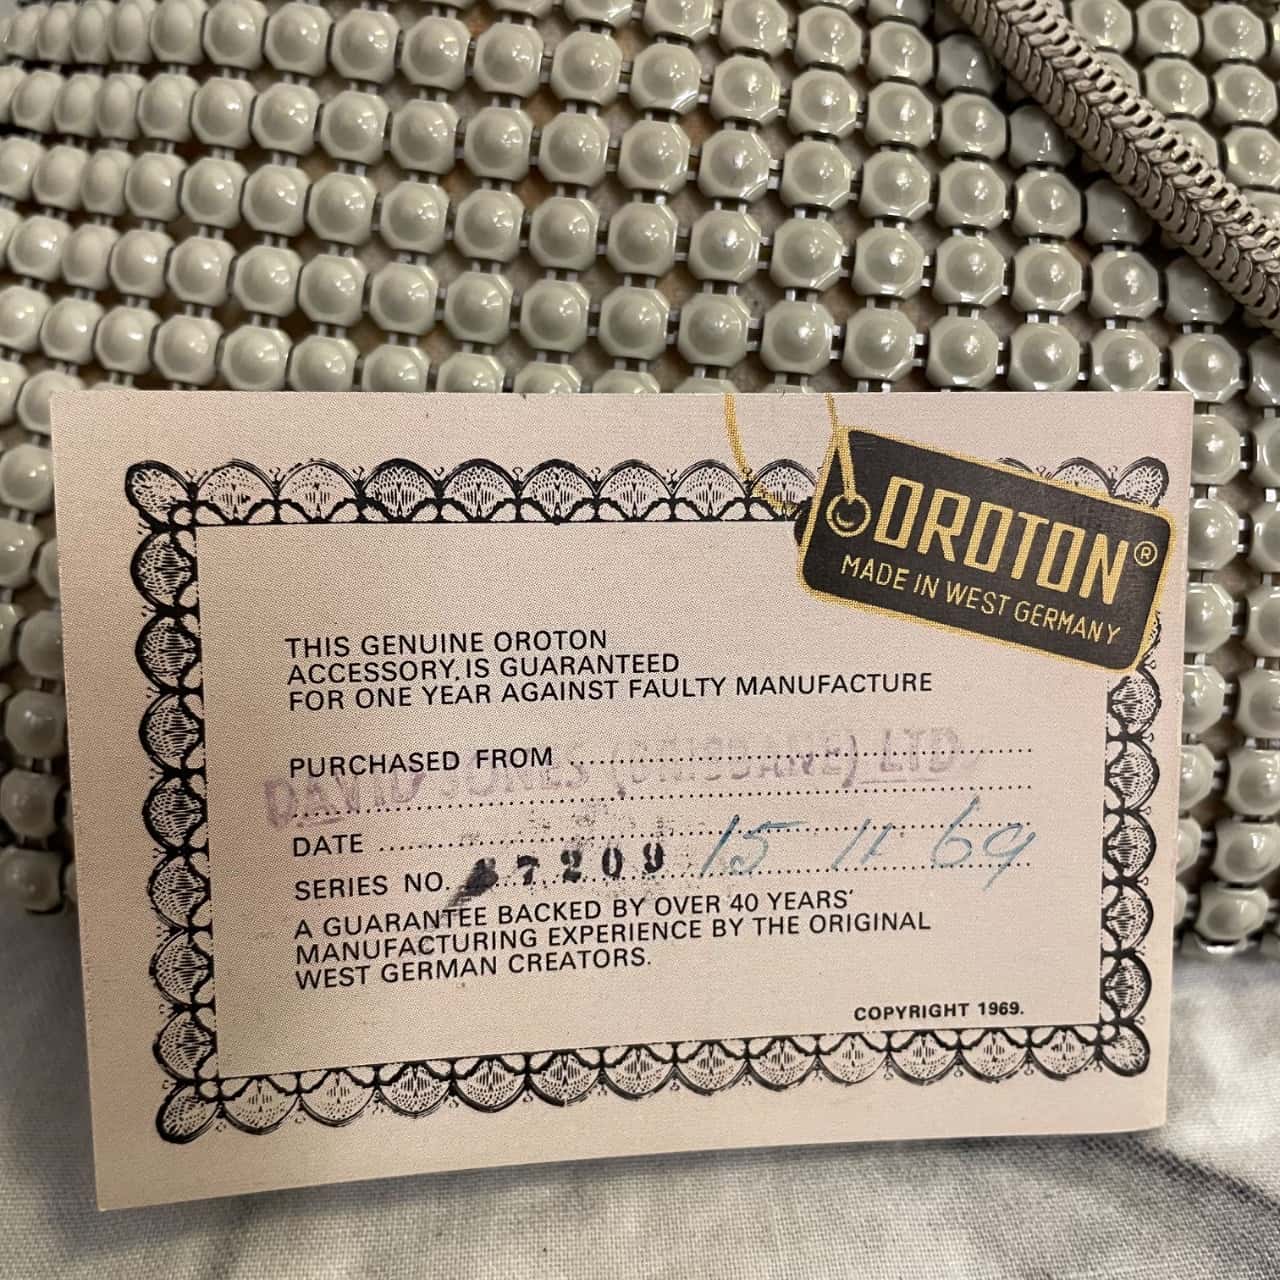 OROTON®
MADE IN WEST GERMANY
THIS GENUINE OROTON
ACCESSORY, IS GUARANTEED
FOR ONE YEAR AGAINST FAULTY MANUFACTURE
PURCHASED FROM
DAVID JONES (BRISBANE) LTD.
DATE 15 11 69
SERIES NO. 7209
A GUARANTEE BACKED BY OVER 40 YEARS'
MANUFACTURING EXPERIENCE BY THE ORIGINAL
WEST GERMAN CREATORS.
COPYRIGHT 1969.